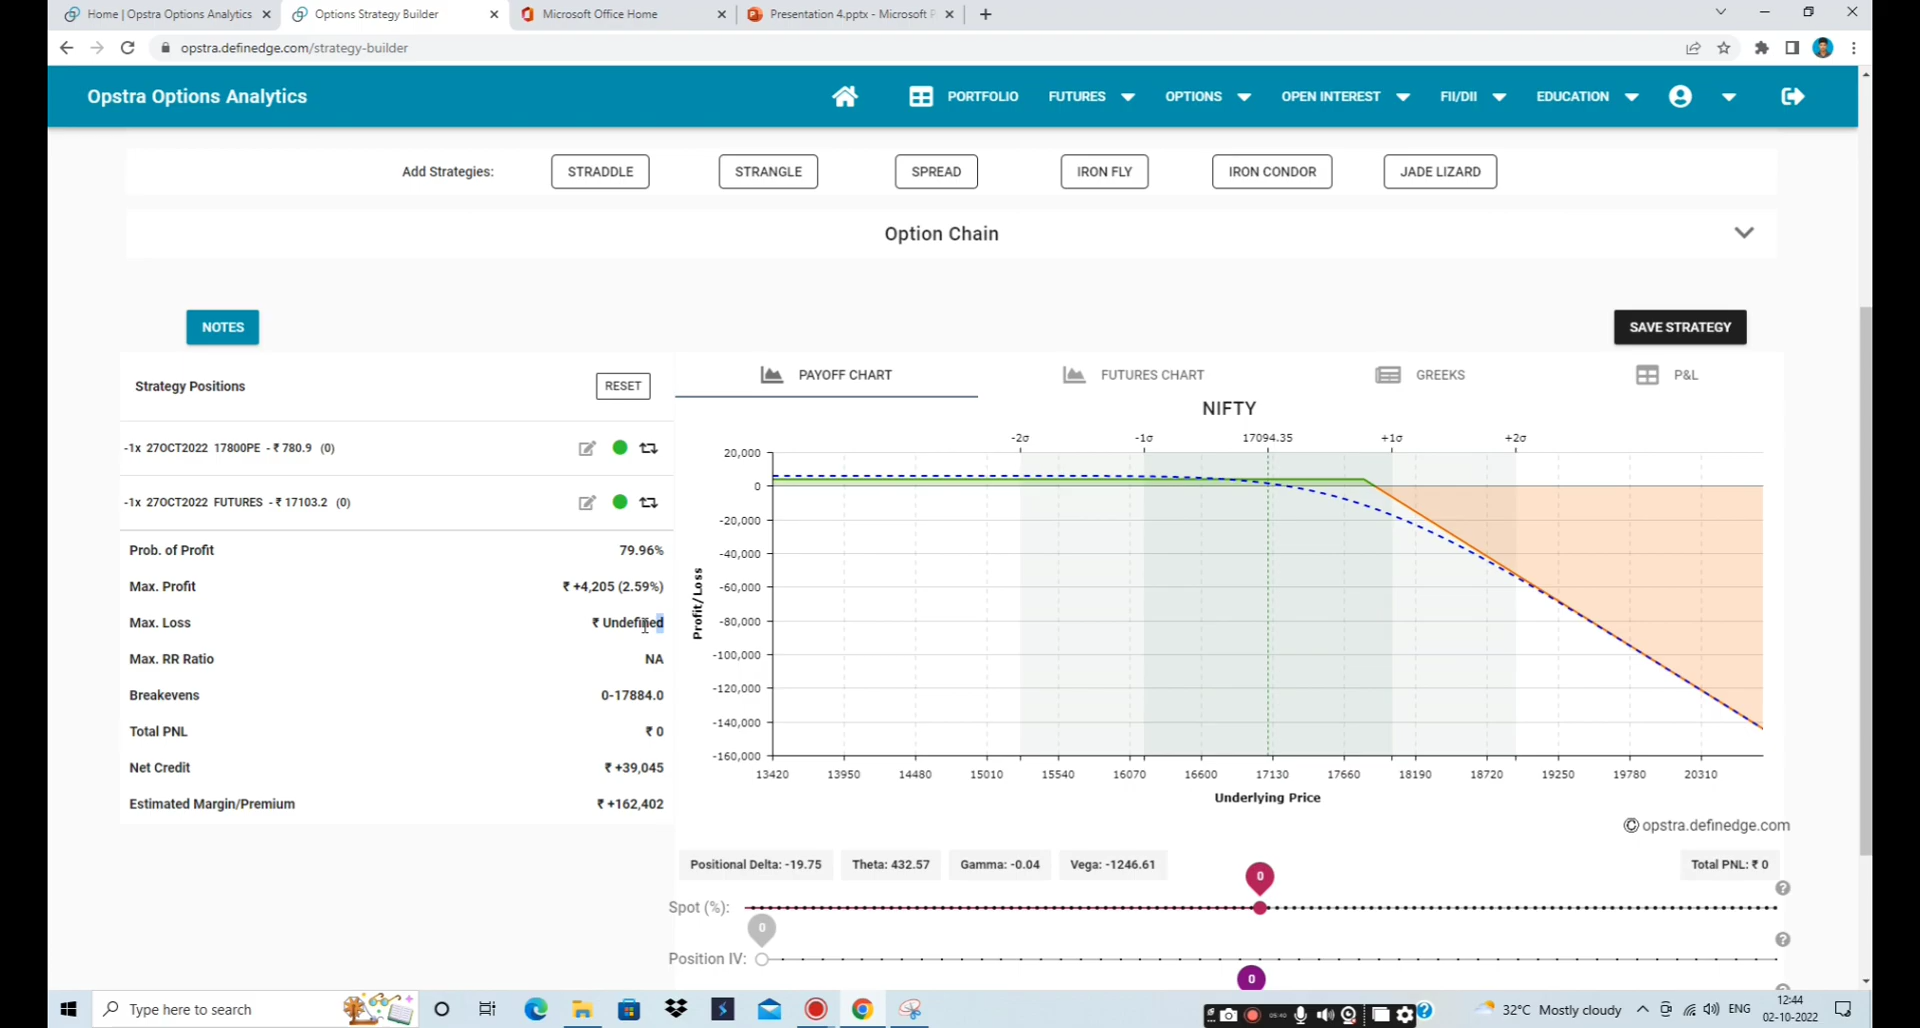 Home | Opstra Options Analytics
Options Strategy Builder
Microsoft Office Home
Presentation 4.pptx - Microsoft P
opstra.definedge.com/strategy-builder
Opstra Options Analytics
PORTFOLIO
FUTURES
OPTIONS
OPEN INTEREST
FII/DII
EDUCATION
Add Strategies:
STRADDLE
STRANGLE
SPREAD
IRON FLY
IRON CONDOR
JADE LIZARD
Option Chain
NOTES
SAVE STRATEGY
Strategy Positions
RESET
PAYOFF CHART
FUTURES CHART
GREEKS
P&L
-1x 27OCT2022 17800PE - ₹ 780.9 (0)
-1x 27OCT2022 FUTURES - ₹ 17103.2 (0)
Prob. of Profit 79.96%
Max. Profit ₹ +4,205 (2.59%)
Max. Loss ₹ Undefined
Max. RR Ratio NA
Breakevens 0-17884.0
Total PNL ₹ 0
Net Credit ₹ +39,045
Estimated Margin/Premium ₹ +162,402
NIFTY
-2σ -1σ 17094.35 +1σ +2σ
20,000
0
-20,000
-40,000
-60,000
-80,000
-100,000
-120,000
-140,000
-160,000
Profit/Loss
13420 13950 14480 15010 15540 16070 16600 17130 17660 18190 18720 19250 19780 20310
Underlying Price
© opstra.definedge.com
Positional Delta: -19.75
Theta: 432.57
Gamma: -0.04
Vega: -1246.61
Total PNL: ₹ 0
0
Spot (%):
0
Position IV:
0
Type here to search
32°C Mostly cloudy
ENG
12:44
02-10-2022